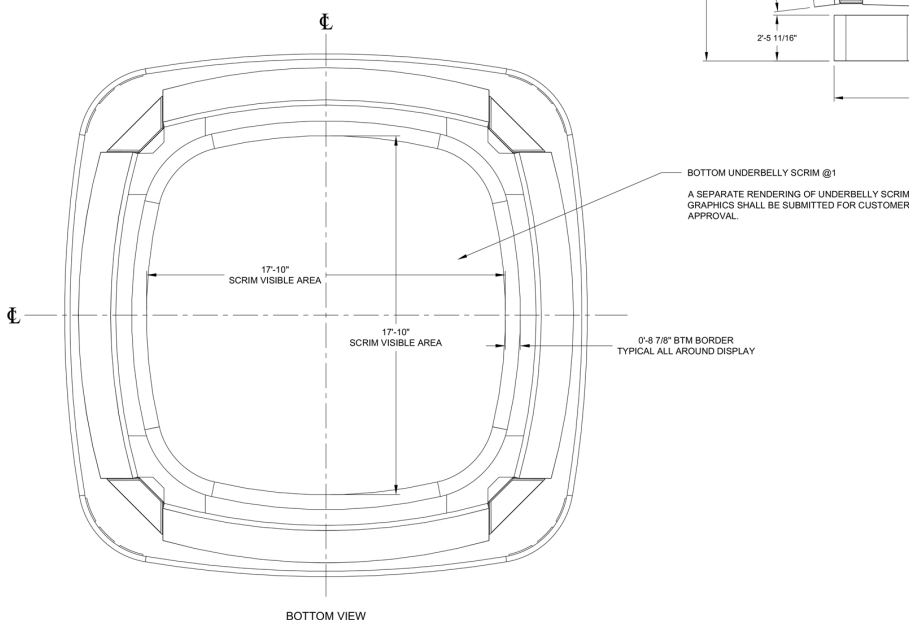 ℄
2'-5 11/16"
BOTTOM UNDERBELLY SCRIM @1
A SEPARATE RENDERING OF UNDERBELLY SCRIM
GRAPHICS SHALL BE SUBMITTED FOR CUSTOMER
APPROVAL.
17'-10"
SCRIM VISIBLE AREA
℄
17'-10"
SCRIM VISIBLE AREA
0'-8 7/8" BTM BORDER
TYPICAL ALL AROUND DISPLAY
BOTTOM VIEW